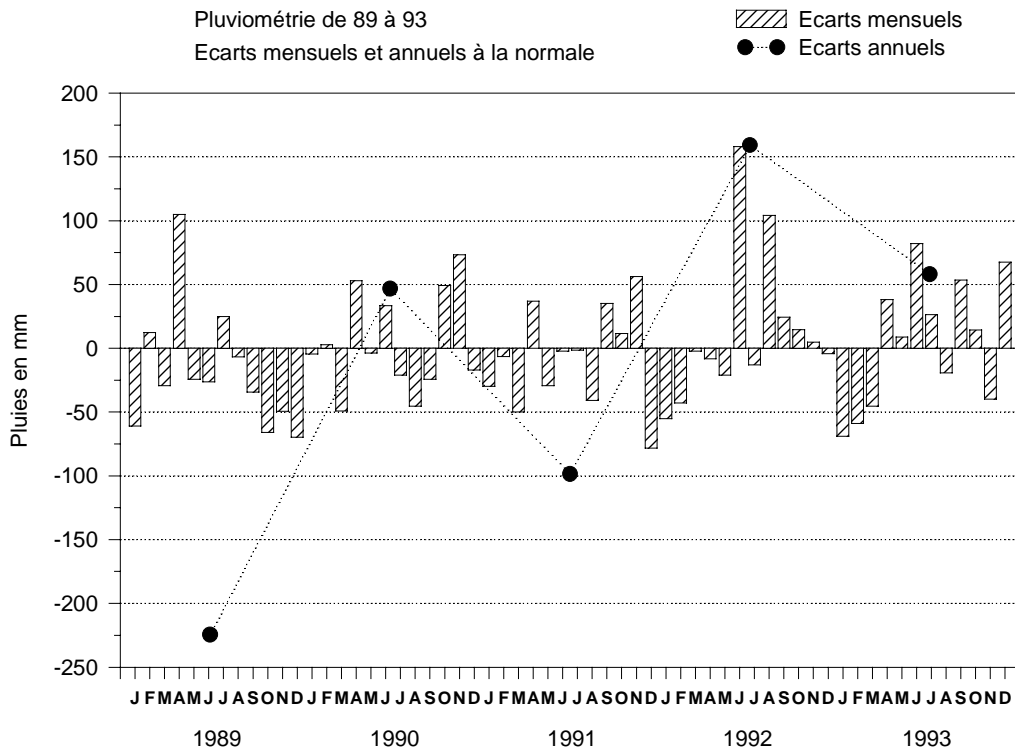 Pluviométrie de 89 à 93
Ecarts mensuels et annuels à la normale
Ecarts mensuels
Ecarts annuels
Pluies en mm
200
150
100
50
0
-50
-100
-150
-200
-250
J F M A M J J A S O N D J F M A M J J A S O N D J F M A M J J A S O N D J F M A M J J A S O N D J F M A M J J A S O N D
1989 1990 1991 1992 1993